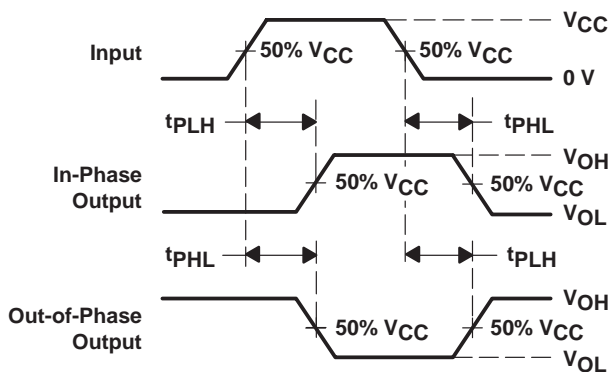 Input
50% VCC
50% VCC
VCC
0 V
tPLH
tPHL
In-Phase
Output
50% VCC
50% VCC
VOH
VOL
tPHL
tPLH
Out-of-Phase
Output
50% VCC
50% VCC
VOH
VOL